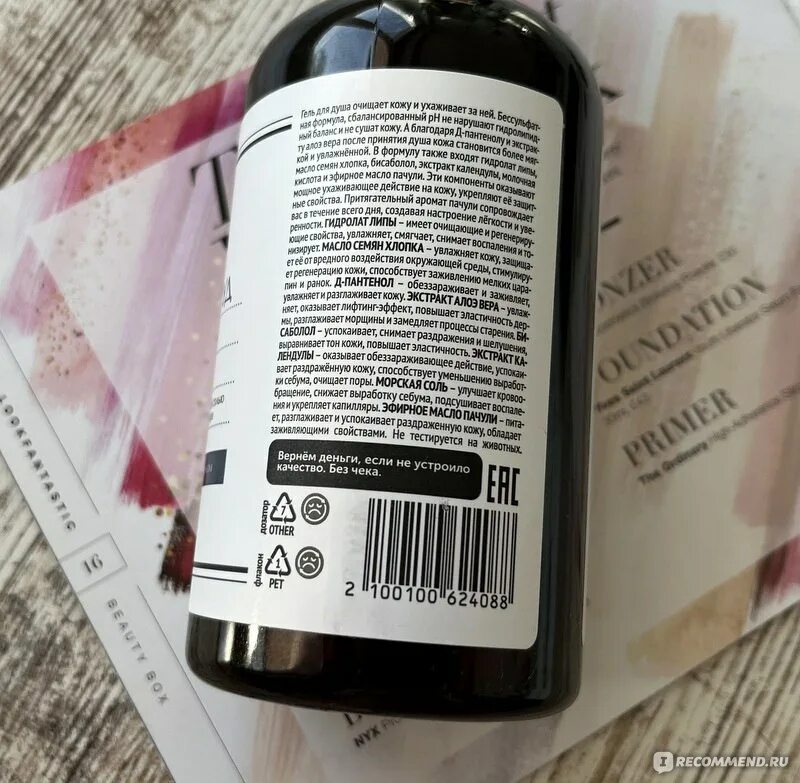 Гель для душа очищает кожу и ухаживает за ней. Бессульфат-
ная формула, сбалансированный pH не нарушают гидролипид-
ный баланс и не сушат кожу. А благодаря Д-пантенолу и экстрак-
ту алоэ вера после принятия душа кожа становится более мяг-
кой и увлажнённой. В формулу также входят гидролат липы,
масло семян хлопка, бисаболол, экстракт календулы, молочная
кислота и эфирное масло пачули. Эти компоненты оказывают
мощное ухаживающее действие на кожу, укрепляют её защит-
ные свойства. Притягательный аромат пачули сопровождает
вас в течение всего дня, создавая настроение лёгкости и уве-
ренности. ГИДРОЛАТ ЛИПЫ – имеет очищающие и регенериру-
ющие свойства, увлажняет, смягчает, снимает воспаления и то-
низирует. МАСЛО СЕМЯН ХЛОПКА – увлажняет кожу, защища-
ет её от вредного воздействия окружающей среды, стимулиру-
ет регенерацию кожи, способствует заживлению мелких цара-
пин и ранок. Д-ПАНТЕНОЛ – обеззараживает и заживляет,
увлажняет и разглаживает кожу. ЭКСТРАКТ АЛОЭ ВЕРА – увлаж-
няет, оказывает лифтинг-эффект, повышает эластичность дер-
мы, разглаживает морщины и замедляет процессы старения. БИ-
САБОЛОЛ – успокаивает, снимает раздражения и шелушения,
выравнивает тон кожи, повышает эластичность. ЭКСТРАКТ КА-
ЛЕНДУЛЫ – оказывает обеззараживающее действие, успокаи-
вает раздражённую кожу, способствует уменьшению выработ-
ки себума, очищает поры. МОРСКАЯ СОЛЬ – улучшает кровоо-
бращение, снижает выработку себума, подсушивает воспале-
ния и укрепляет капилляры. ЭФИРНОЕ МАСЛО ПАЧУЛИ – пита-
ет, разглаживает и успокаивает раздраженную кожу, обладает
заживляющими свойствами. Не тестируется на животных.
Вернём деньги, если не устроило
качество. Без чека.
EAC
дозатор
7
OTHER
флакон
1
PET
2 100100 624088
LOOKFANTASTIC
16
BEAUTY BOX
NZER
OUNDATION
PRIMER
The Ordinary
NYX
IRECOMMEND.RU